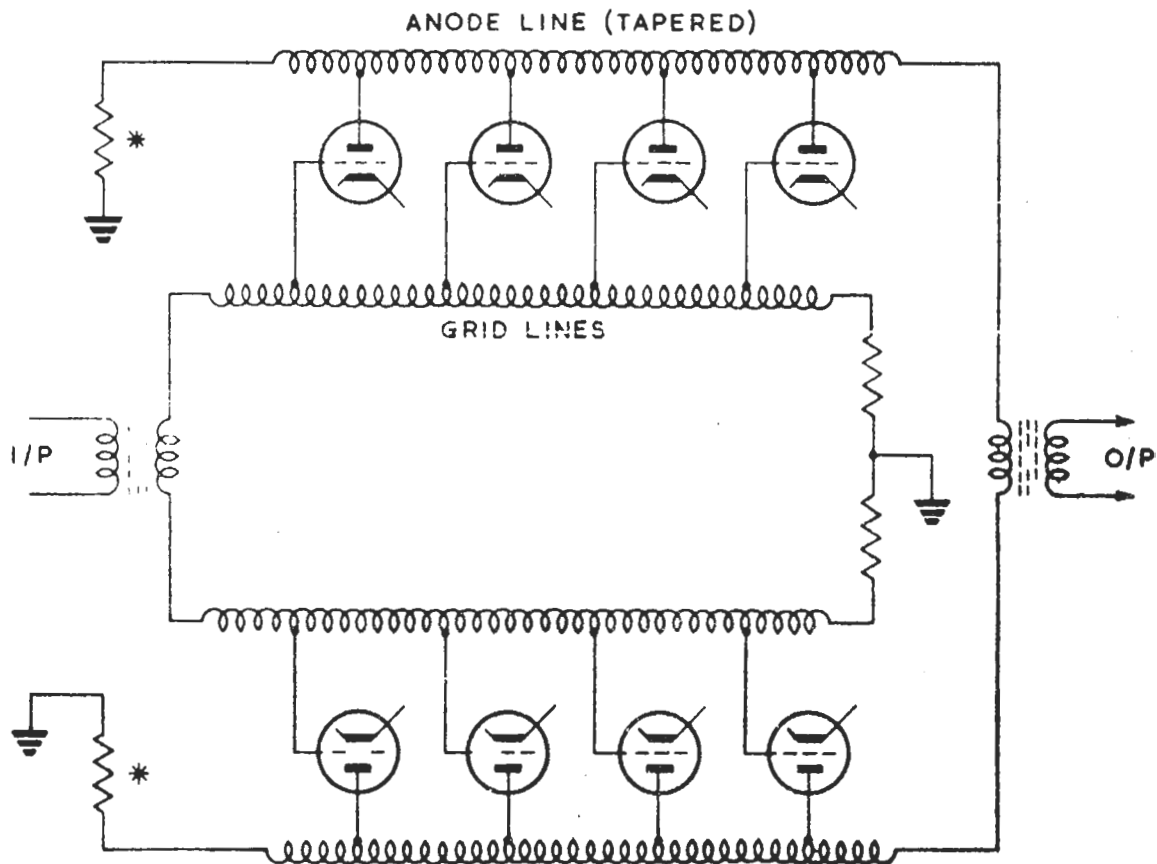 ANODE LINE (TAPERED)
*
GRID LINES
I/P
O/P
*